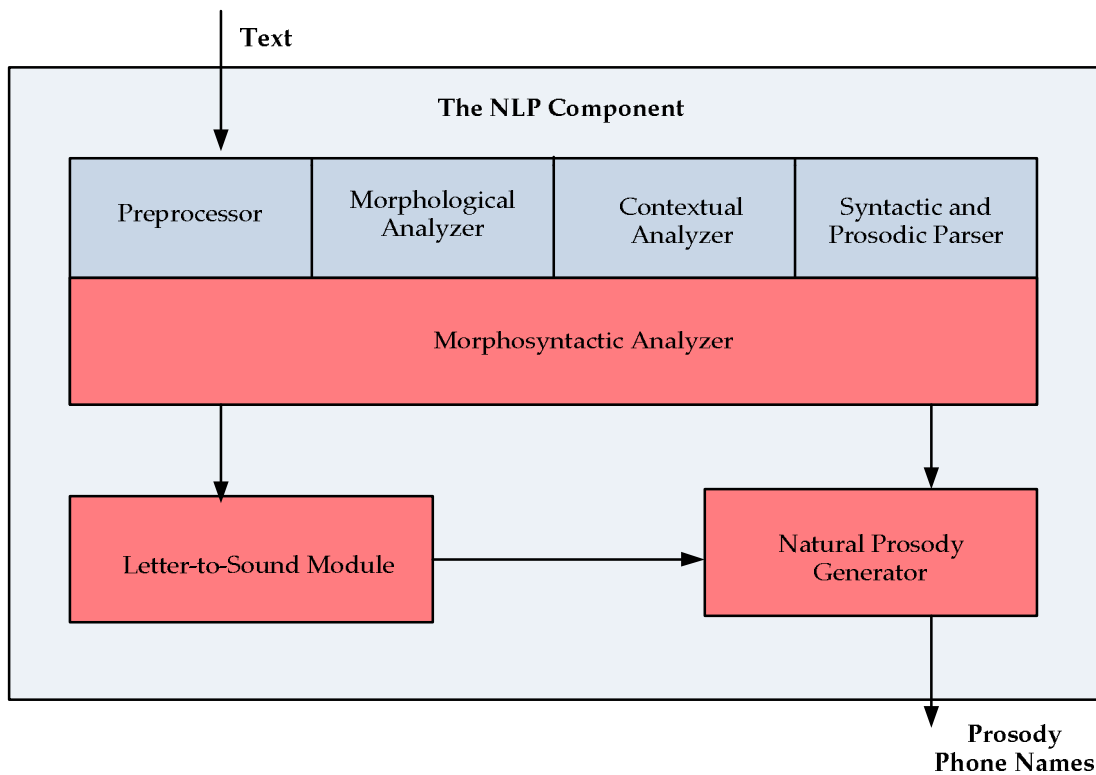 Text
The NLP Component
Preprocessor
Morphological
Analyzer
Contextual
Analyzer
Syntactic and
Prosodic Parser
Morphosyntactic Analyzer
Letter-to-Sound Module
Natural Prosody
Generator
Prosody
Phone Names